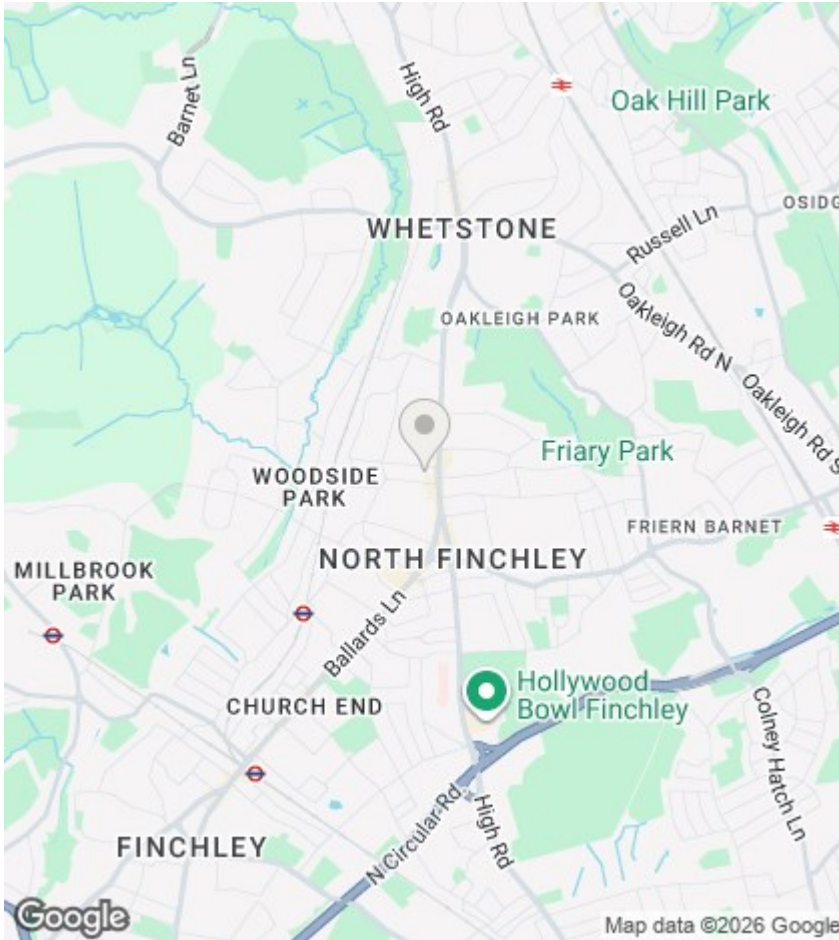 Barnet Ln
High Rd
Oak Hill Park
OSIDG
WHETSTONE
Russell Ln
OAKLEIGH PARK
Oakleigh Rd N
Oakleigh Rd S
Friary Park
WOODSIDE
PARK
FRIERN BARNET
NORTH FINCHLEY
MILLBROOK
PARK
Ballards Ln
Hollywood
Bowl Finchley
CHURCH END
Colney Hatch Ln
N Circular Rd
High Rd
FINCHLEY
Google
Map data ©2026 Google